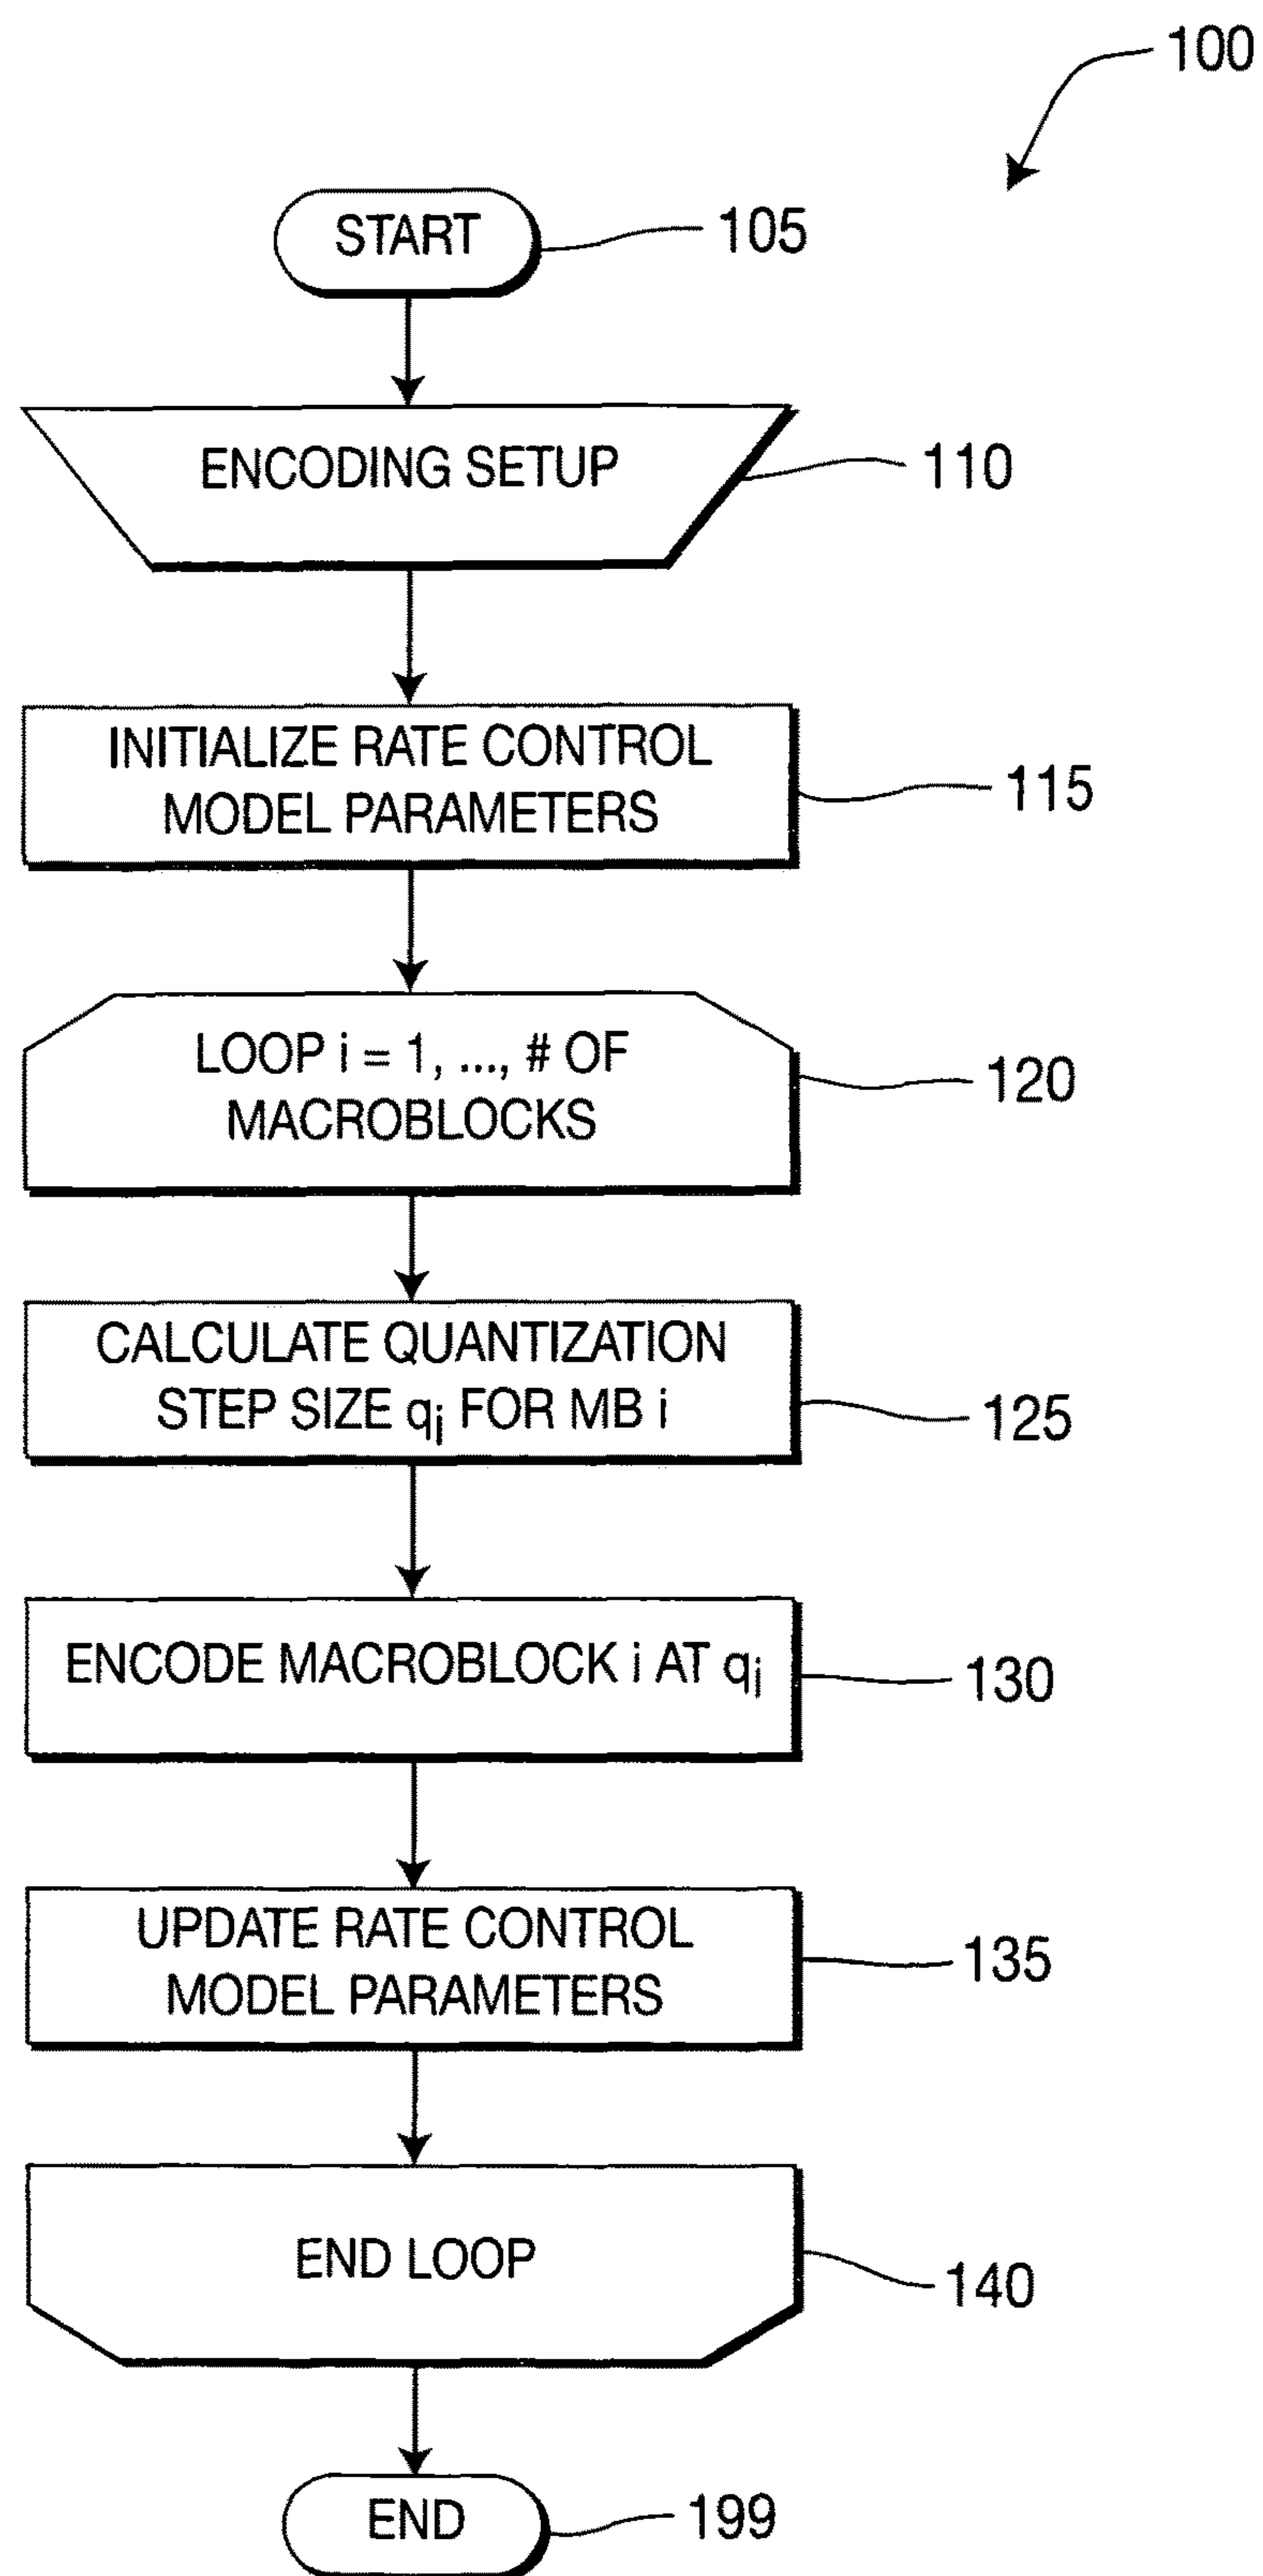 100
START
105
ENCODING SETUP
110
INITIALIZE RATE CONTROL
MODEL PARAMETERS
115
LOOP i = 1, ..., # OF
MACROBLOCKS
120
CALCULATE QUANTIZATION
STEP SIZE qi FOR MB i
125
ENCODE MACROBLOCK i AT qi
130
UPDATE RATE CONTROL
MODEL PARAMETERS
135
END LOOP
140
END
199